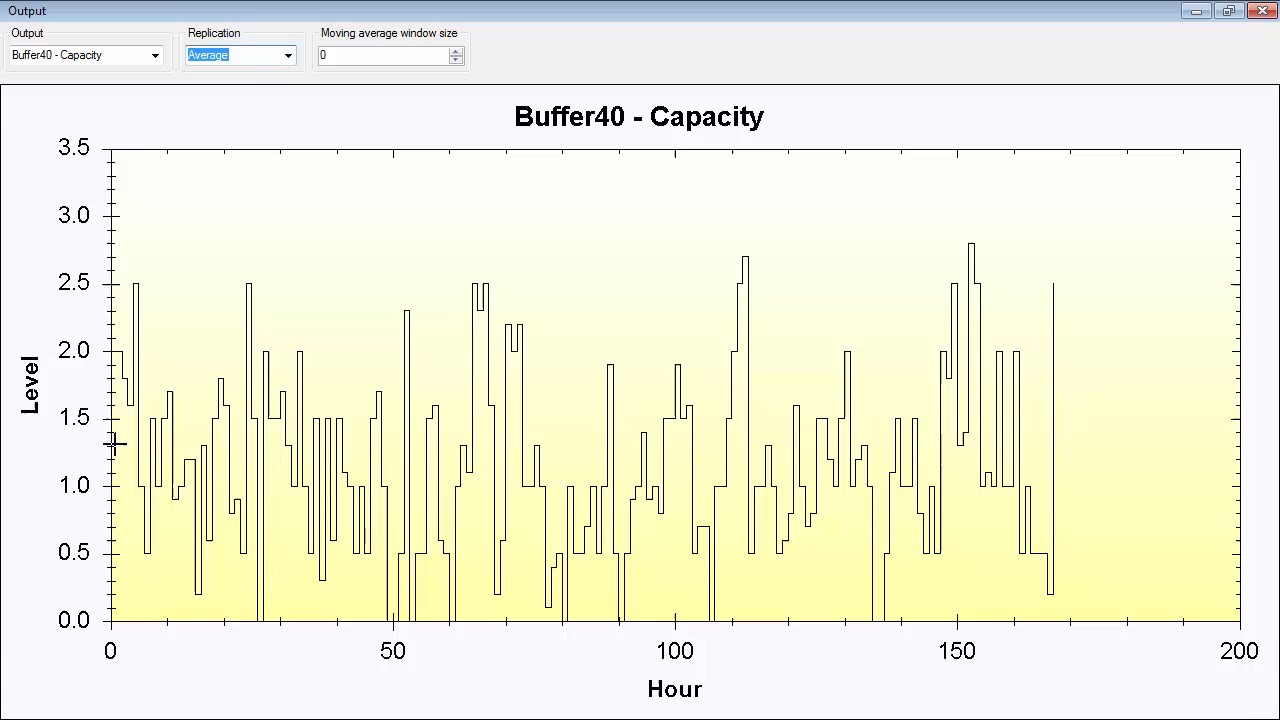 Output
Output
Replication
Moving average window size
Buffer40 - Capacity
Average
0
Buffer40 - Capacity
3.5
3.0
2.5
2.0
1.5
1.0
0.5
0.0
Level
0
50
100
150
200
Hour